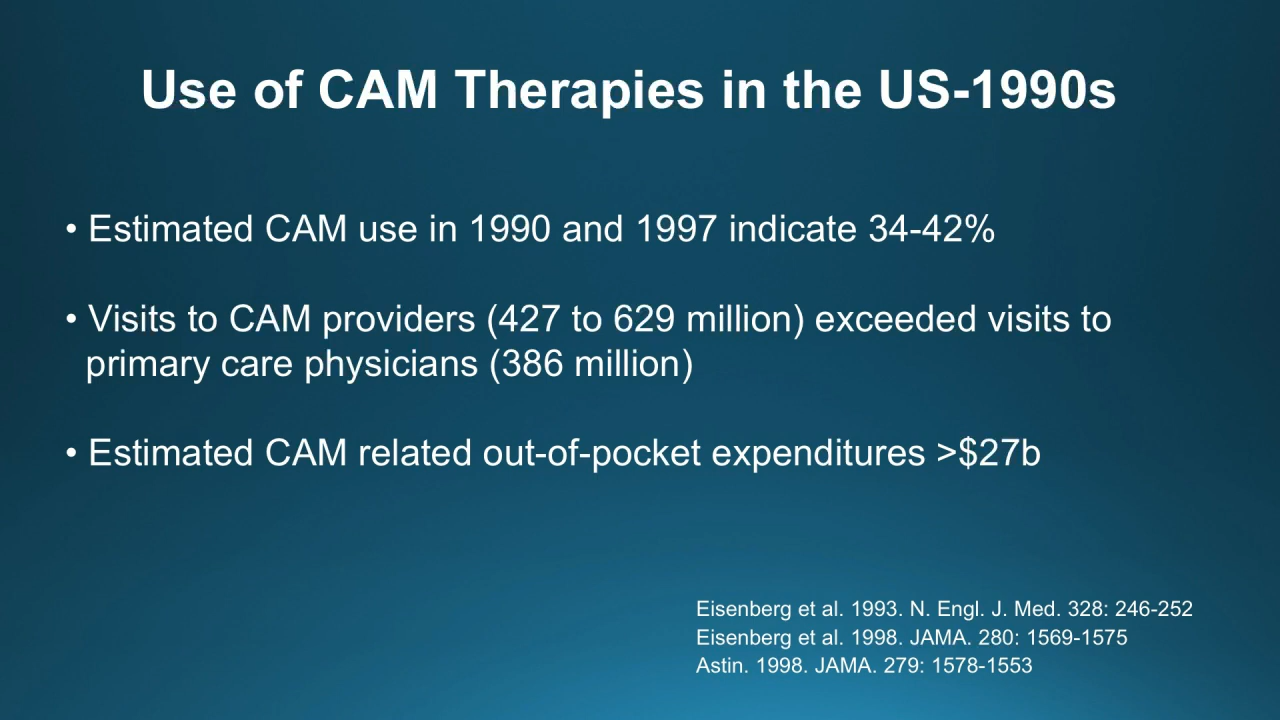 Use of CAM Therapies in the US-1990s
• Estimated CAM use in 1990 and 1997 indicate 34-42%
• Visits to CAM providers (427 to 629 million) exceeded visits to
primary care physicians (386 million)
• Estimated CAM related out-of-pocket expenditures >$27b
Eisenberg et al. 1993. N. Engl. J. Med. 328: 246-252
Eisenberg et al. 1998. JAMA. 280: 1569-1575
Astin. 1998. JAMA. 279: 1578-1553